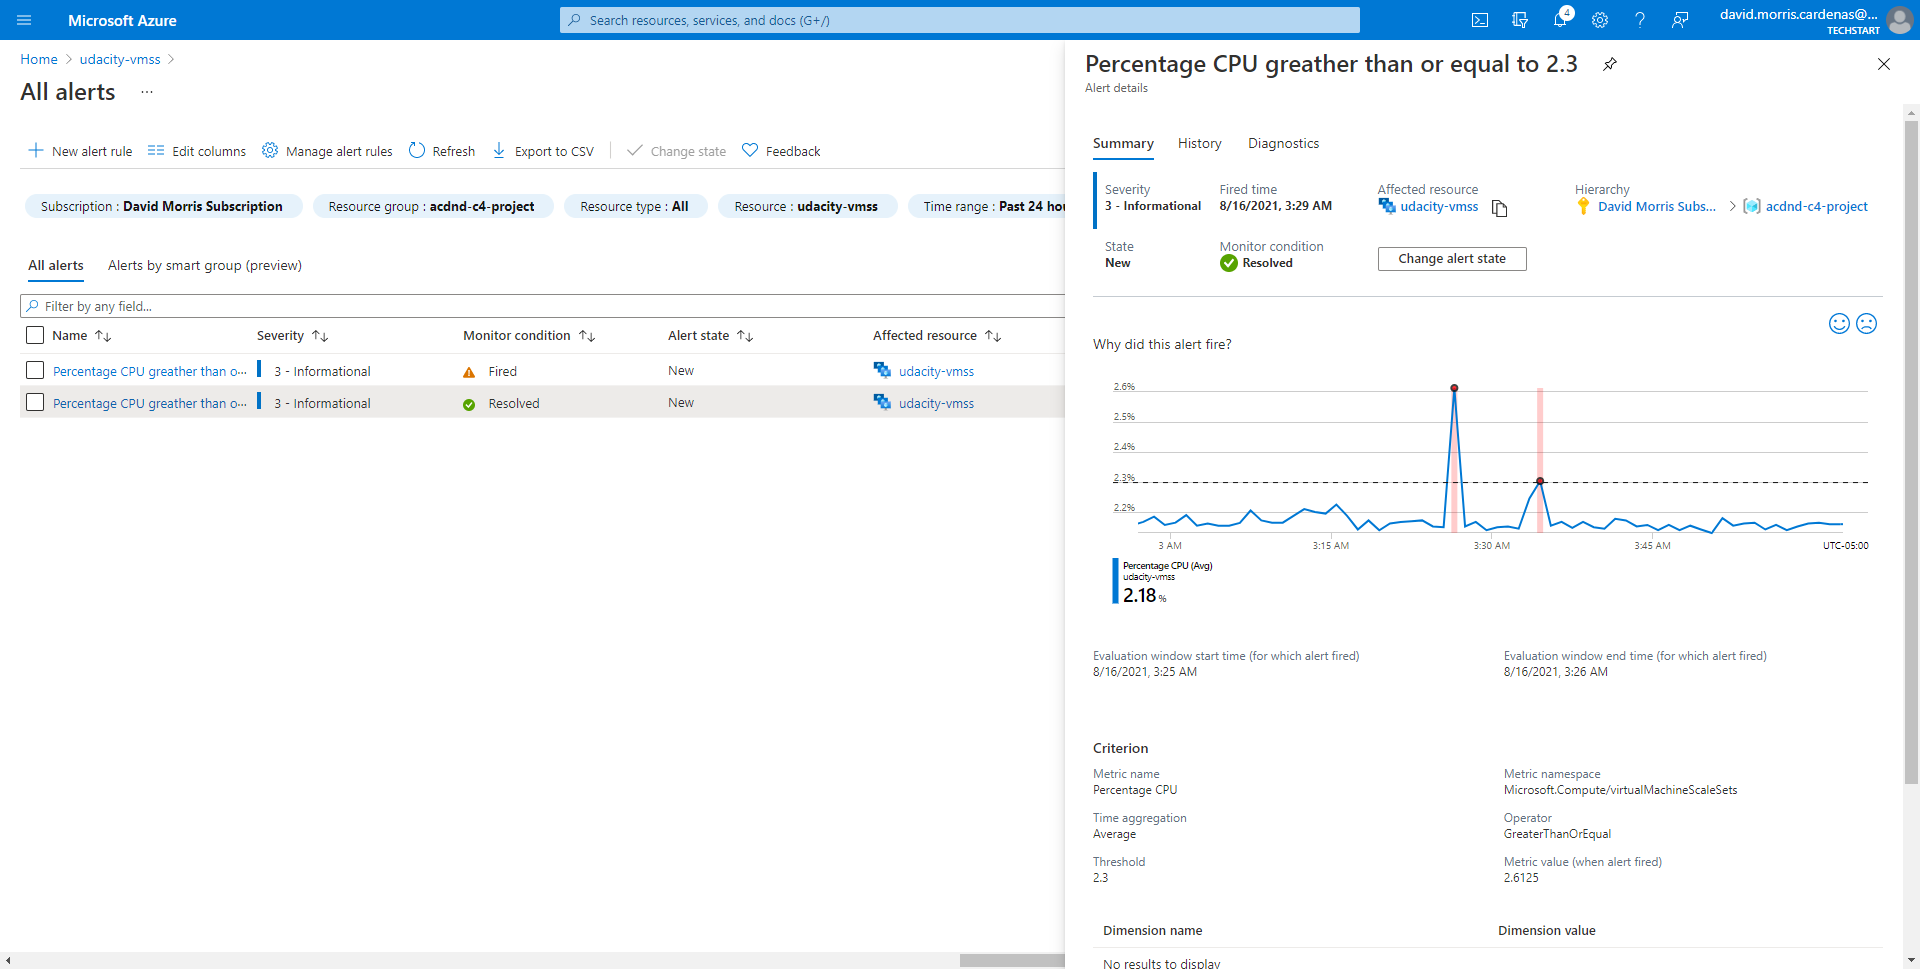 Microsoft Azure
Search resources, services, and docs (G+/)
4
david.morris.cardenas@...
TECHSTART
Home > udacity-vmss >
All alerts ...
New alert rule Edit columns Manage alert rules Refresh Export to CSV Change state Feedback
Subscription : David Morris Subscription Resource group : acdnd-c4-project Resource type : All Resource : udacity-vmss Time range : Past 24 hou
All alerts Alerts by smart group (preview)
Filter by any field...
Name Severity Monitor condition Alert state Affected resource
Percentage CPU greather than o... 3 - Informational Fired New udacity-vmss
Percentage CPU greather than o... 3 - Informational Resolved New udacity-vmss
Percentage CPU greather than or equal to 2.3
Alert details
Summary History Diagnostics
Severity Fired time Affected resource Hierarchy
3 - Informational 8/16/2021, 3:29 AM udacity-vmss David Morris Subs... > acdnd-c4-project
State Monitor condition
New Resolved Change alert state
Why did this alert fire?
2.6%
2.5%
2.4%
2.3%
2.2%
3 AM 3:15 AM 3:30 AM 3:45 AM UTC-05:00
Percentage CPU (Avg)
udacity-vmss
2.18 %
Evaluation window start time (for which alert fired) Evaluation window end time (for which alert fired)
8/16/2021, 3:25 AM 8/16/2021, 3:26 AM
Criterion
Metric name Metric namespace
Percentage CPU Microsoft.Compute/virtualMachineScaleSets
Time aggregation Operator
Average GreaterThanOrEqual
Threshold Metric value (when alert fired)
2.3 2.6125
Dimension name Dimension value
No results to display